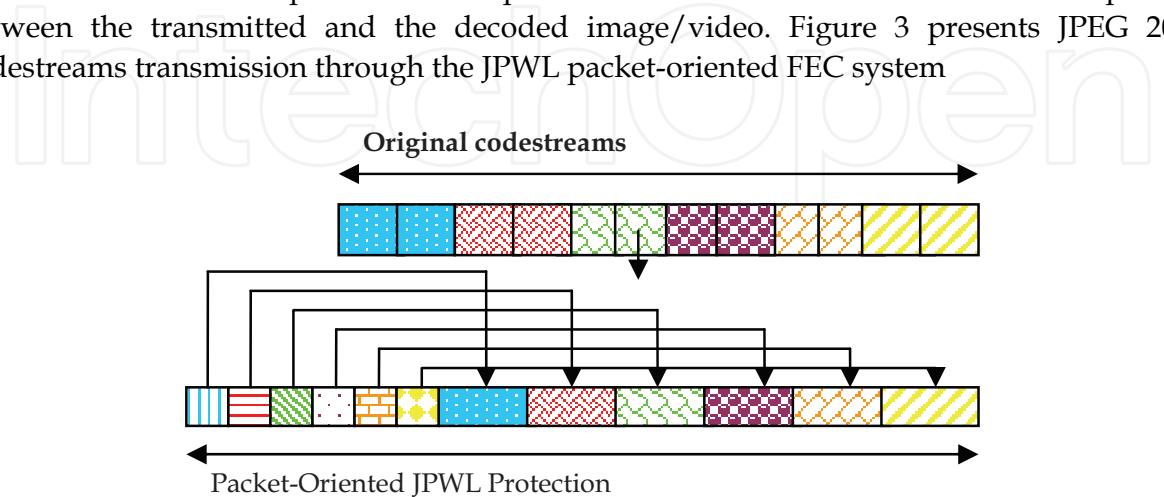 ween the transmitted and the decoded image/video. Figure 3 presents JPEG 20
destreams transmission through the JPWL packet-oriented FEC system
IntechOpen
Original codestreams
Packet-Oriented JPWL Protection